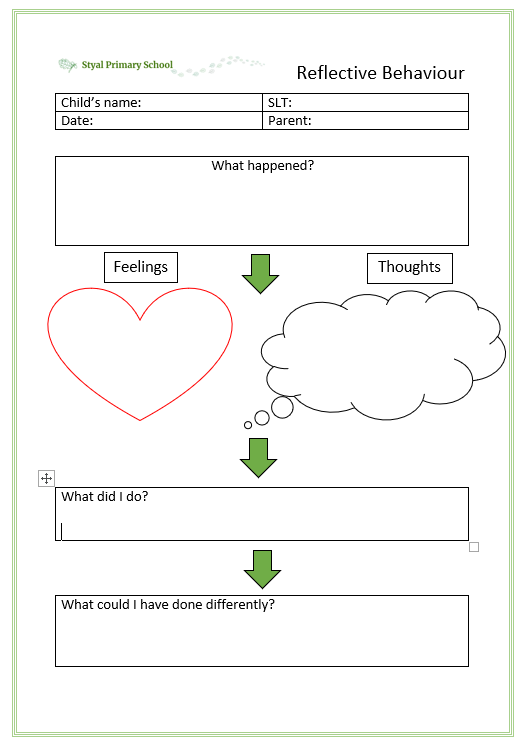 Styal Primary School
Reflective Behaviour
Child's name:
SLT:
Date:
Parent:
What happened?
Feelings
Thoughts
What did I do?
What could I have done differently?